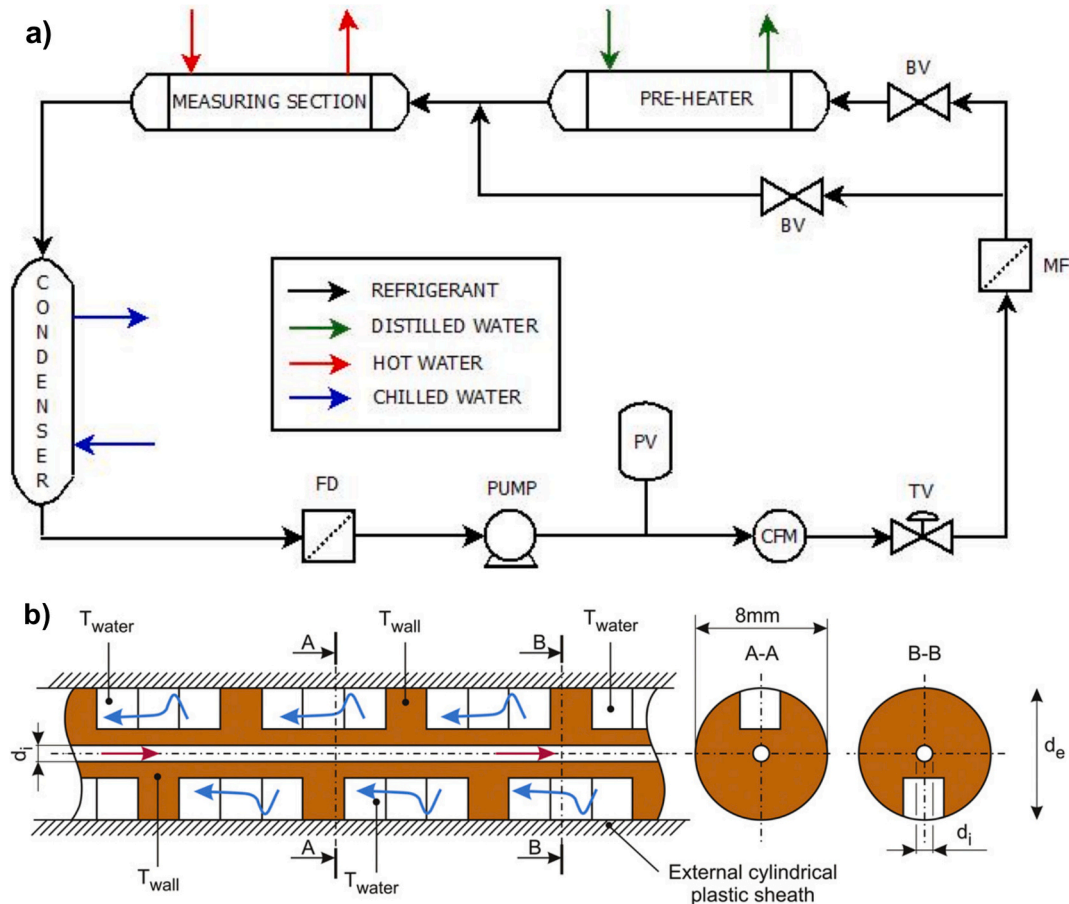 a)
MEASURING SECTION
PRE-HEATER
BV
BV
MF
CONDENSER
REFRIGERANT
DISTILLED WATER
HOT WATER
CHILLED WATER
FD
PUMP
PV
CFM
TV
b)
Twater
A
Twall
B
Twater
8mm
A-A
B-B
di
de
A
B
di
Twall
Twater
External cylindrical
plastic sheath